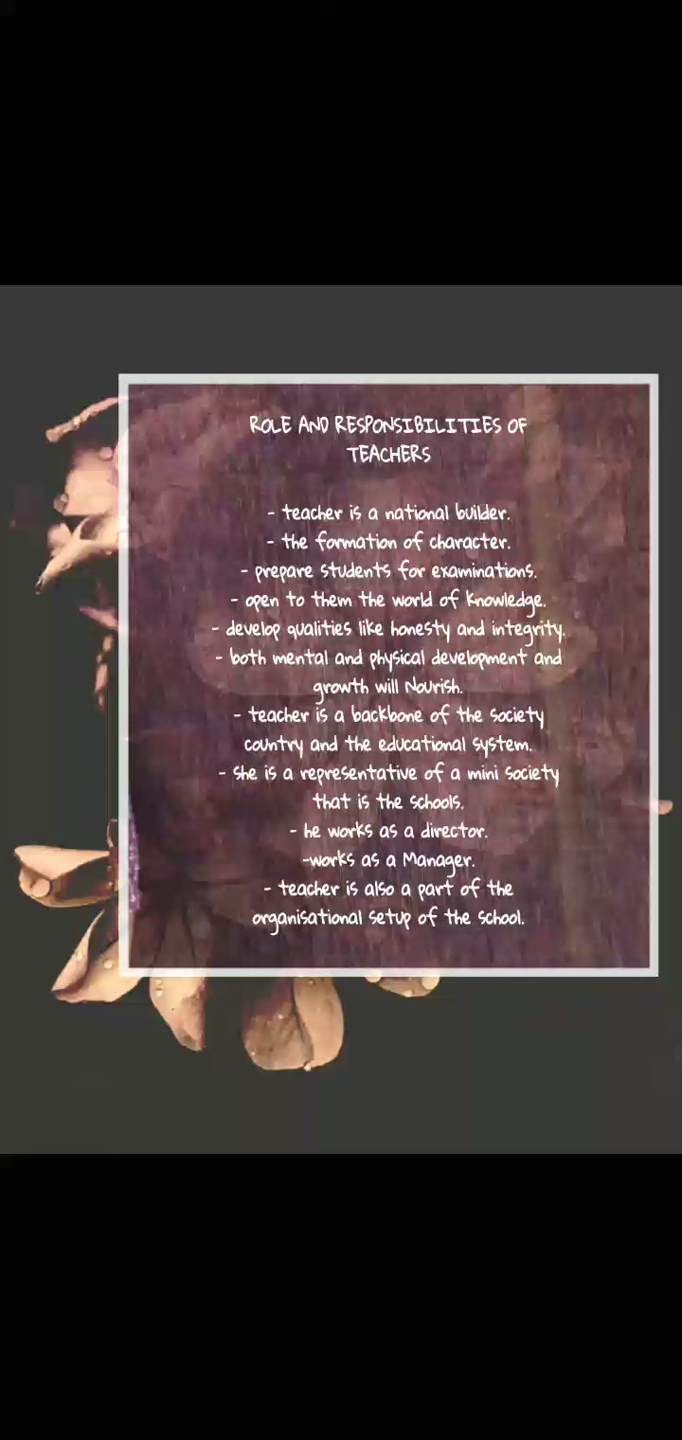 ROLE AND RESPONSIBILITIES OF
TEACHERS
- teacher is a national builder.
- the formation of character.
- prepare students for examinations.
- open to them the world of knowledge.
- develop qualities like honesty and integrity.
- both mental and physical development and
growth will Nourish.
- teacher is a backbone of the society
country and the educational system.
- she is a representative of a mini society
that is the schools.
- he works as a director.
-works as a Manager.
- teacher is also a part of the
organisational setup of the school.